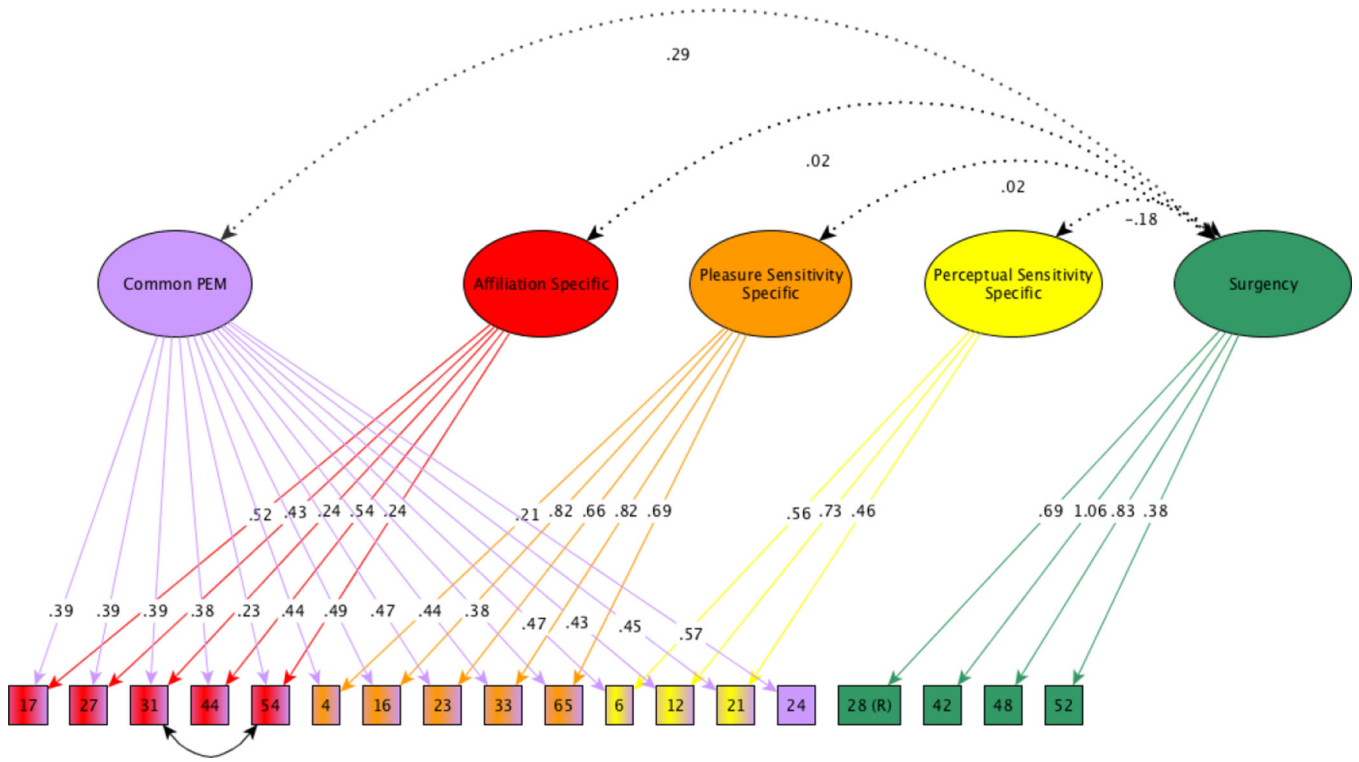 .29
.02
.02
-.18
Common PEM
Affiliation Specific
Pleasure Sensitivity
Specific
Perceptual Sensitivity
Specific
Surgency
.52 .43 .24 .54 .24 .21 .82 .66 .82 .69 .56 .73 .46 .69 1.06 .83 .38
.39 .39 .39 .38 .23 .44 .49 .47 .44 .38 .47 .43 .45 .57
17 27 31 44 54 4 16 23 33 65 6 12 21 24 28 (R) 42 48 52